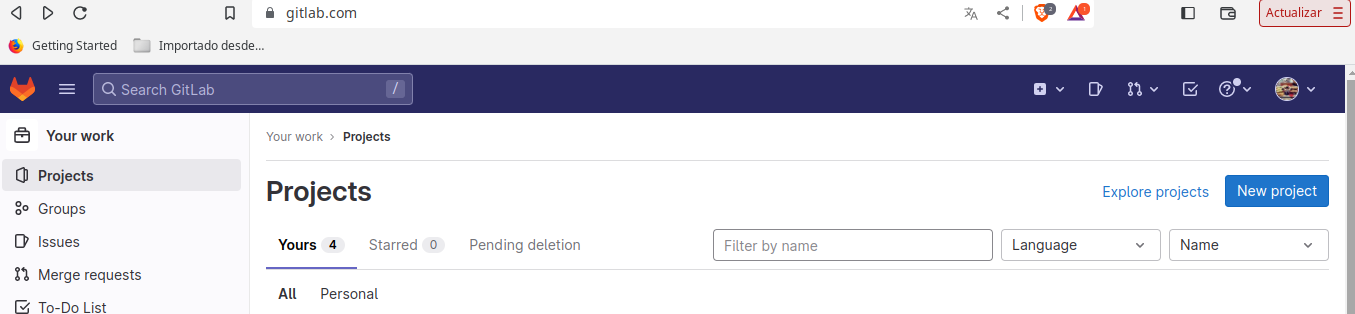 gitlab.com
2
1
Actualizar
Getting Started
Importado desde...
Search GitLab
/
Your work
Your work › Projects
Projects
Projects
Explore projects
New project
Groups
Issues
Yours 4
Starred 0
Pending deletion
Filter by name
Language
Name
Merge requests
All
Personal
To-Do List